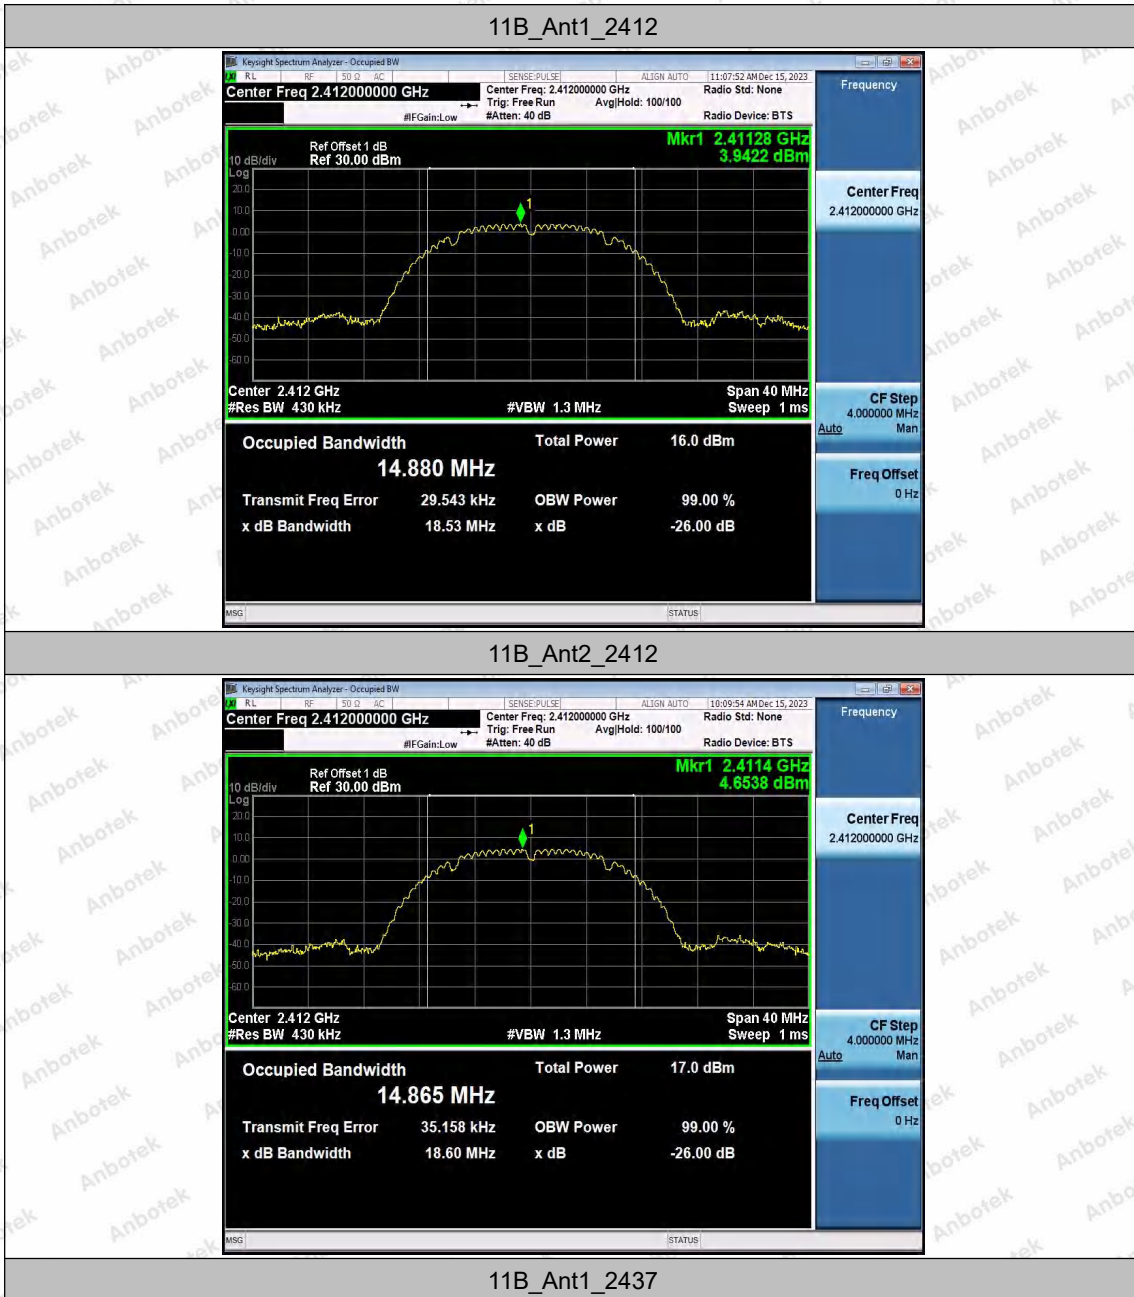 11B_Ant1_2412
Keysight Spectrum Analyzer - Occupied BW
LXI RL RF 50 Ω AC SENSE:PULSE ALIGN AUTO 11:07:52 AM Dec 15, 2023
Center Freq 2.412000000 GHz
Center Freq: 2.412000000 GHz Radio Std: None
Trig: Free Run Avg|Hold: 100/100
#IFGain:Low #Atten: 40 dB Radio Device: BTS
Frequency
Mkr1 2.41128 GHz
3.9422 dBm
Ref Offset 1 dB
10 dB/div Ref 30.00 dBm
Log
20.0
10.0
0.00
-10.0
-20.0
-30.0
-40.0
-50.0
-60.0
1
Center 2.412 GHz Span 40 MHz
#Res BW 430 kHz #VBW 1.3 MHz Sweep 1 ms
Occupied Bandwidth Total Power 16.0 dBm
14.880 MHz
Transmit Freq Error 29.543 kHz OBW Power 99.00 %
x dB Bandwidth 18.53 MHz x dB -26.00 dB
Center Freq
2.412000000 GHz
CF Step
4.000000 MHz
Auto Man
Freq Offset
0 Hz
MSG STATUS
11B_Ant2_2412
Keysight Spectrum Analyzer - Occupied BW
LXI RL RF 50 Ω AC SENSE:PULSE ALIGN AUTO 10:09:54 AM Dec 15, 2023
Center Freq 2.412000000 GHz
Center Freq: 2.412000000 GHz Radio Std: None
Trig: Free Run Avg|Hold: 100/100
#IFGain:Low #Atten: 40 dB Radio Device: BTS
Frequency
Mkr1 2.4114 GHz
4.6538 dBm
Ref Offset 1 dB
10 dB/div Ref 30.00 dBm
Log
20.0
10.0
0.00
-10.0
-20.0
-30.0
-40.0
-50.0
-60.0
1
Center 2.412 GHz Span 40 MHz
#Res BW 430 kHz #VBW 1.3 MHz Sweep 1 ms
Occupied Bandwidth Total Power 17.0 dBm
14.865 MHz
Transmit Freq Error 35.158 kHz OBW Power 99.00 %
x dB Bandwidth 18.60 MHz x dB -26.00 dB
Center Freq
2.412000000 GHz
CF Step
4.000000 MHz
Auto Man
Freq Offset
0 Hz
MSG STATUS
11B_Ant1_2437